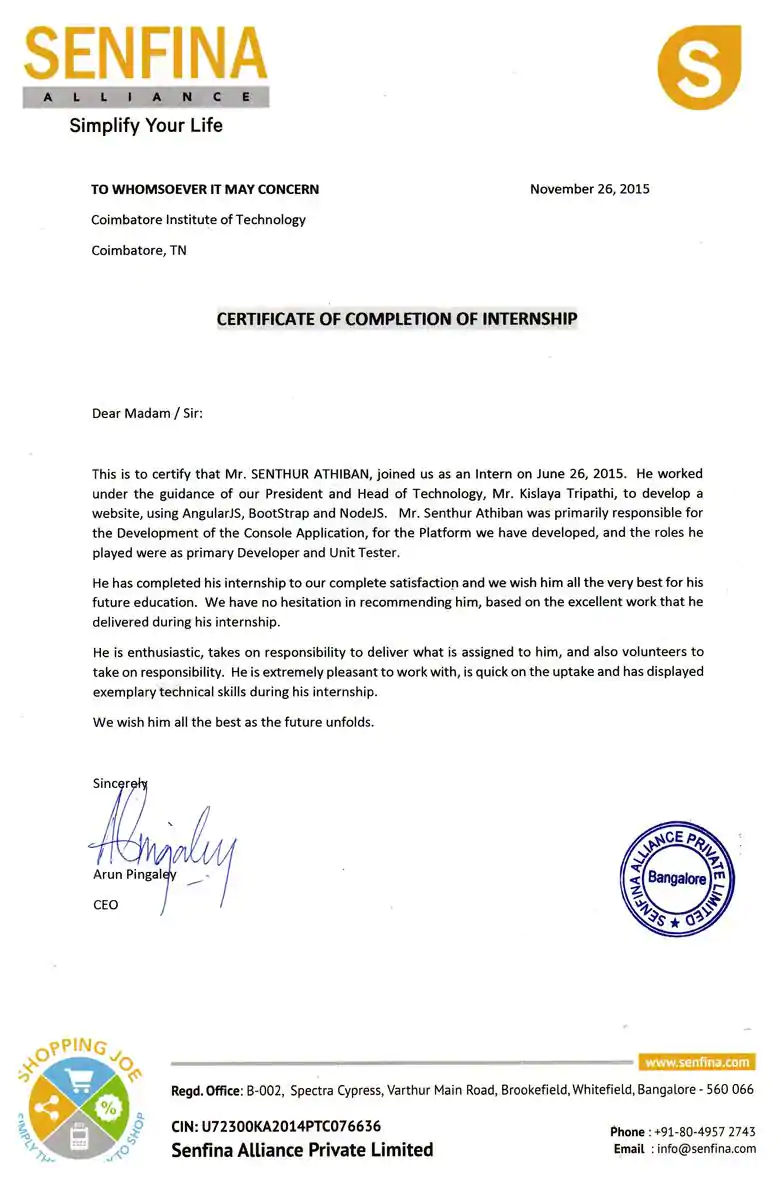 SENFINA
ALLIANCE
Simplify Your Life
S
TO WHOMSOEVER IT MAY CONCERN
November 26, 2015
Coimbatore Institute of Technology
Coimbatore, TN
CERTIFICATE OF COMPLETION OF INTERNSHIP
Dear Madam / Sir:
This is to certify that Mr. SENTHUR ATHIBAN, joined us as an Intern on June 26, 2015. He worked
under the guidance of our President and Head of Technology, Mr. Kislaya Tripathi, to develop a
website, using AngularJS, BootStrap and NodeJS. Mr. Senthur Athiban was primarily responsible for
the Development of the Console Application, for the Platform we have developed, and the roles he
played were as primary Developer and Unit Tester.
He has completed his internship to our complete satisfaction and we wish him all the very best for his
future education. We have no hesitation in recommending him, based on the excellent work that he
delivered during his internship.
He is enthusiastic, takes on responsibility to deliver what is assigned to him, and also volunteers to
take on responsibility. He is extremely pleasant to work with, is quick on the uptake and has displayed
exemplary technical skills during his internship.
We wish him all the best as the future unfolds.
Sincerely
APingaley
Arun Pingaley
CEO
SENFINA ALLIANCE PRIVATE LIMITED
Bangalore
SHOPPING JOE
%
SIMPLY TH
TO SHOP
www.senfina.com
Regd. Office: B-002, Spectra Cypress, Varthur Main Road, Brookefield, Whitefield, Bangalore - 560 066
CIN: U72300KA2014PTC076636
Senfina Alliance Private Limited
Phone : +91-80-4957 2743
Email : info@senfina.com